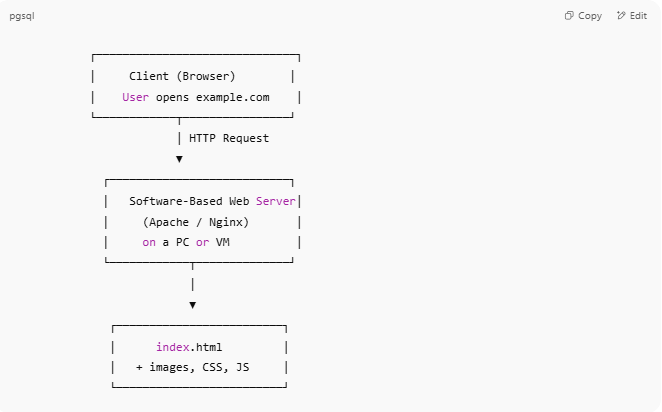 pgsql
Copy
Edit
Client (Browser)
User opens example.com
HTTP Request
Software-Based Web Server
(Apache / Nginx)
on a PC or VM
index.html
+ images, CSS, JS